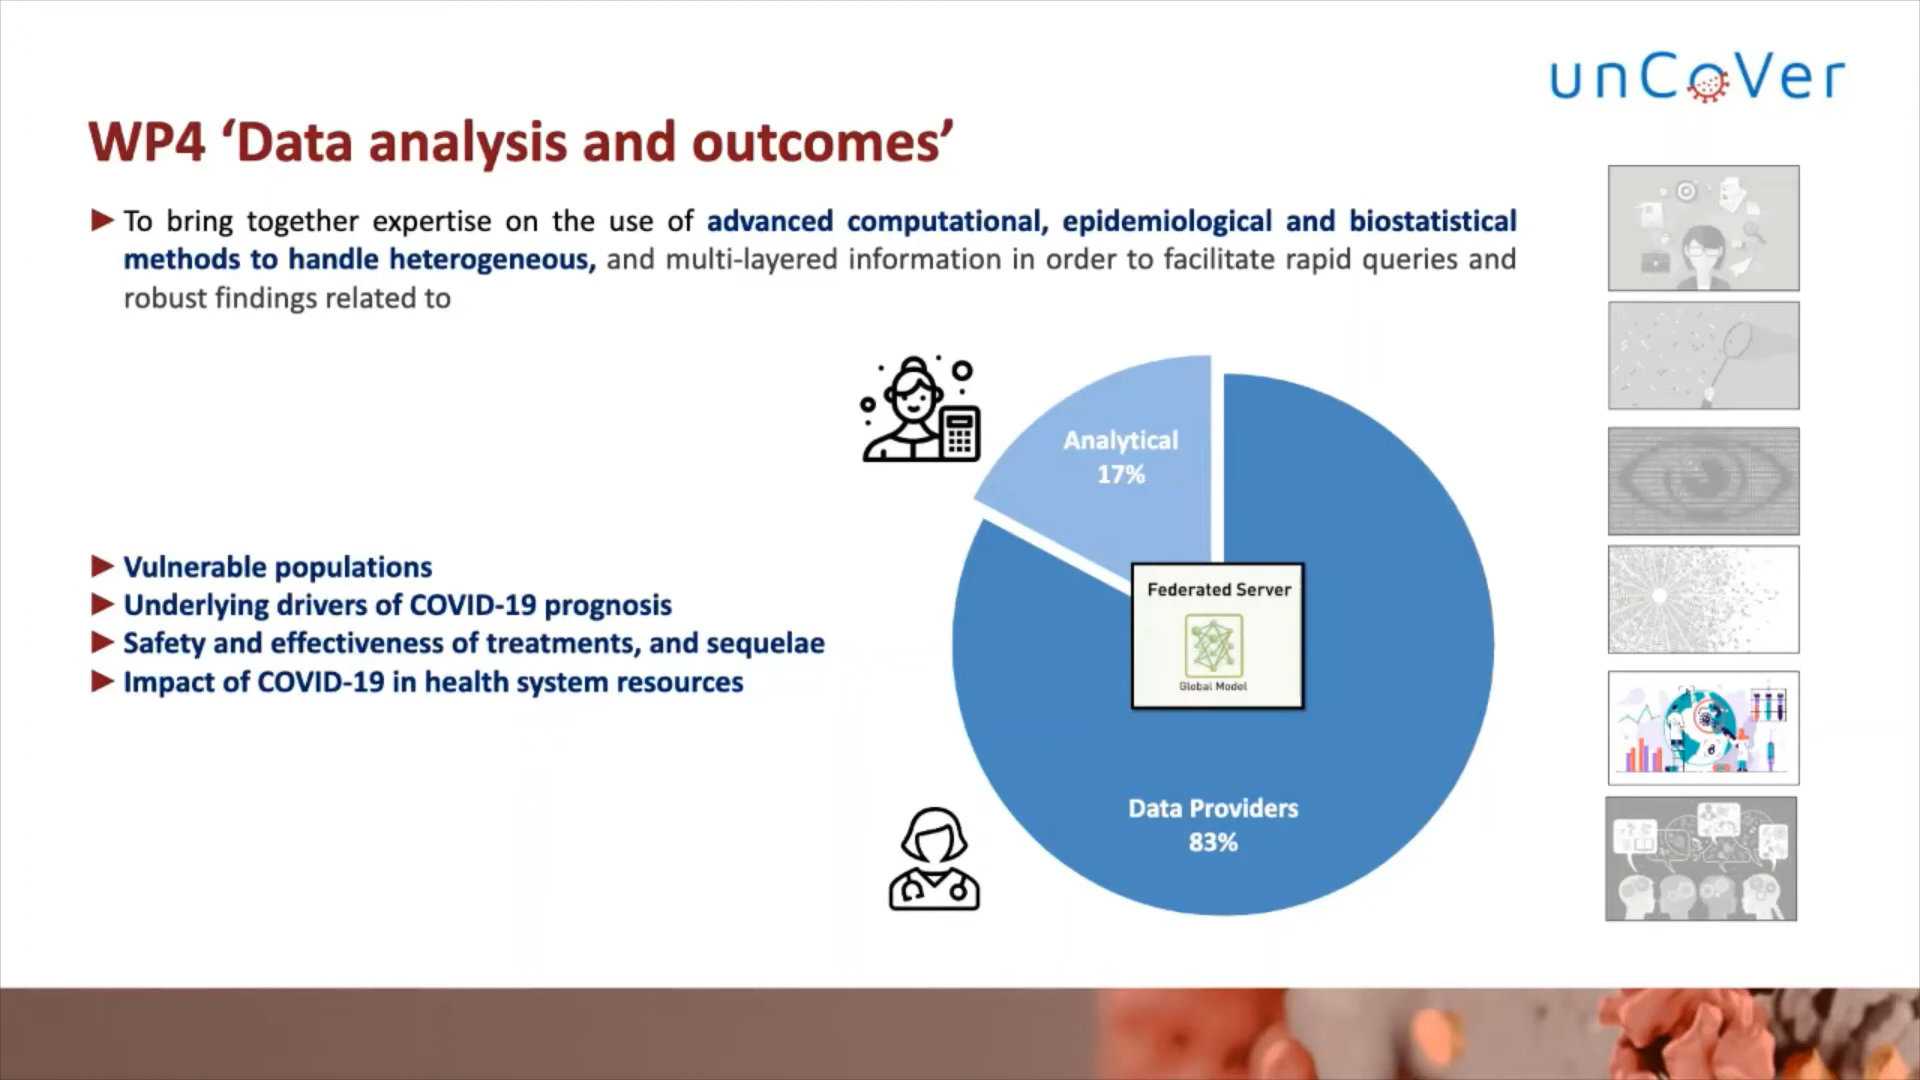 unCoVer
WP4 ‘Data analysis and outcomes’
To bring together expertise on the use of advanced computational, epidemiological and biostatistical
methods to handle heterogeneous, and multi-layered information in order to facilitate rapid queries and
robust findings related to
Analytical
17%
Vulnerable populations
Underlying drivers of COVID-19 prognosis
Safety and effectiveness of treatments, and sequelae
Impact of COVID-19 in health system resources
Federated Server
Global Model
Data Providers
83%